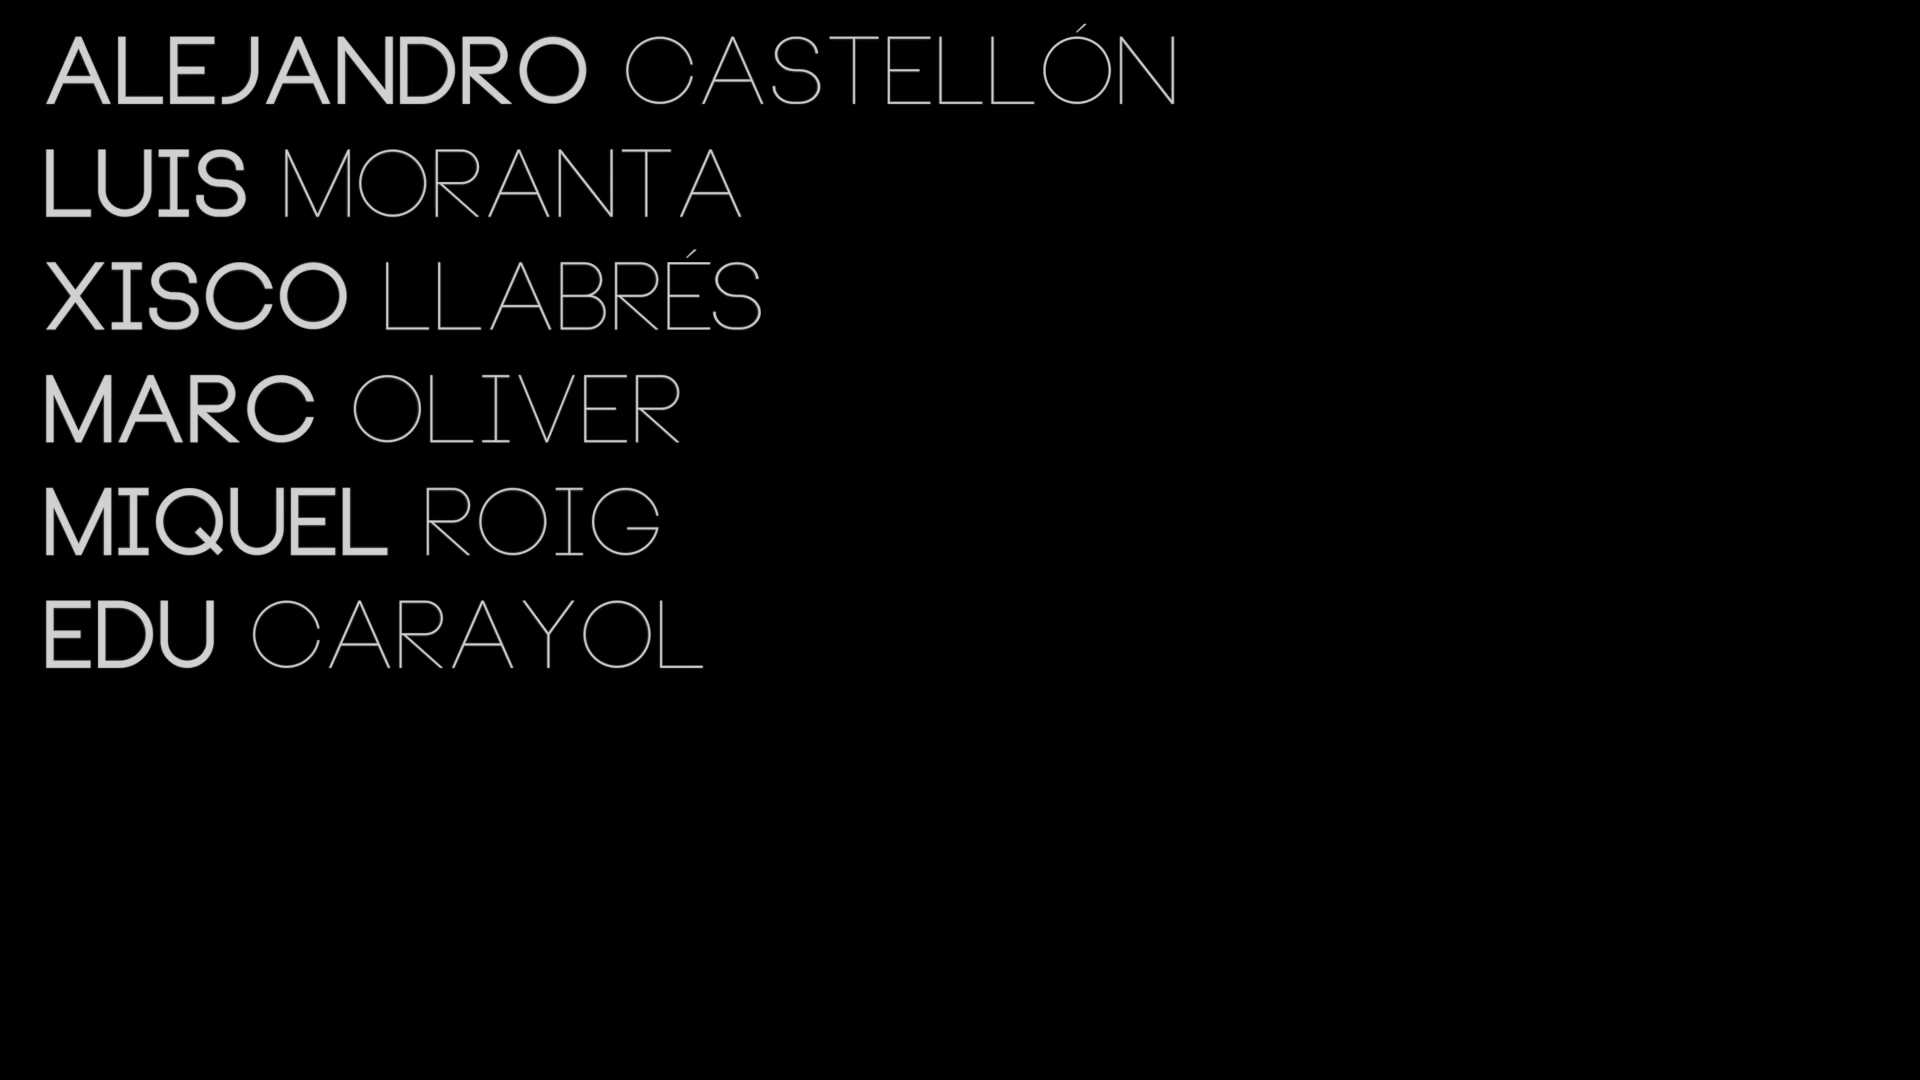 ALEJANDRO CASTELLÓN
LUIS MORANTA
XISCO LLABRÉS
MARC OLIVER
MIQUEL ROIG
EDU CARAYOL